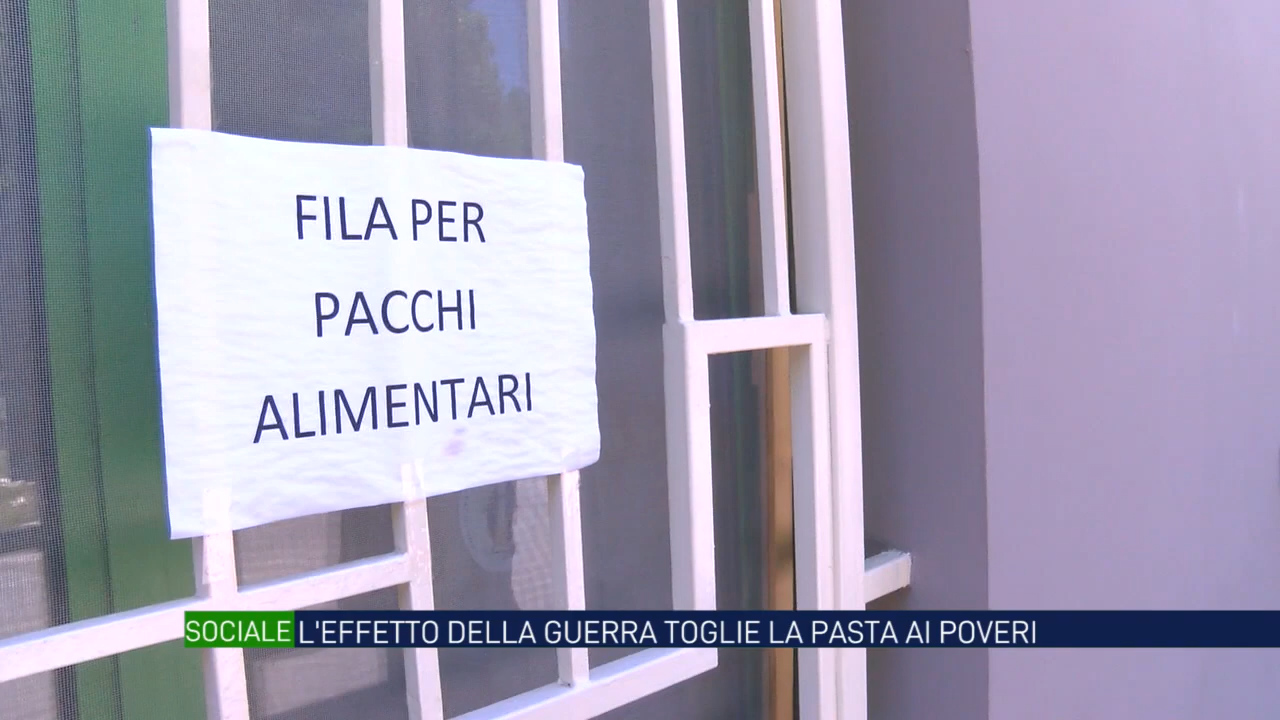 FILA PER
PACCHI
ALIMENTARI
SOCIALE L'EFFETTO DELLA GUERRA TOGLIE LA PASTA AI POVERI